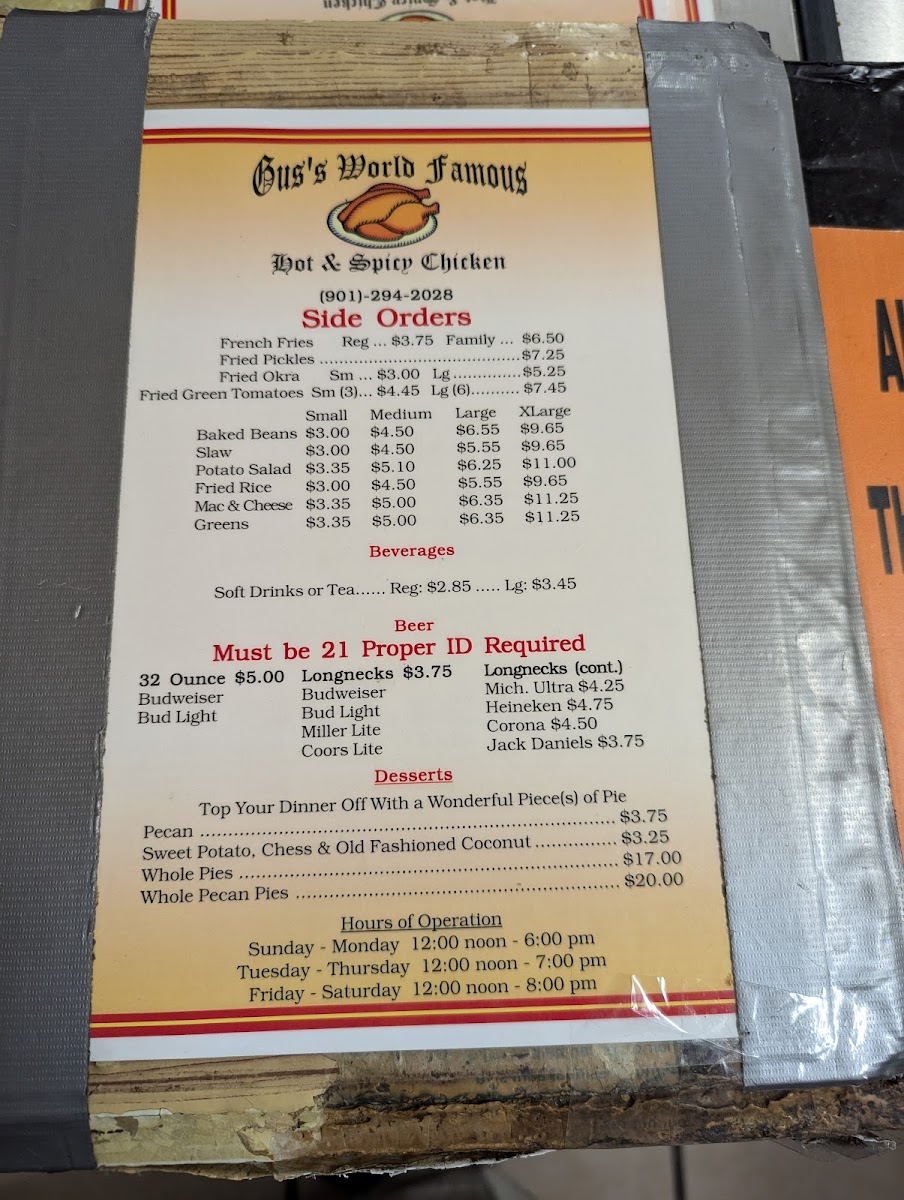 Hot & Spicy Chicken
Gus's World Famous
Hot & Spicy Chicken
(901)-294-2028
Side Orders
French Fries Reg ... $3.75 Family ... $6.50
Fried Pickles ........................................ $7.25
Fried Okra Sm ... $3.00 Lg .............. $5.25
Fried Green Tomatoes Sm (3)... $4.45 Lg (6).......... $7.45
Small Medium Large XLarge
Baked Beans $3.00 $4.50 $6.55 $9.65
Slaw $3.00 $4.50 $5.55 $9.65
Potato Salad $3.35 $5.10 $6.25 $11.00
Fried Rice $3.00 $4.50 $5.55 $9.65
Mac & Cheese $3.35 $5.00 $6.35 $11.25
Greens $3.35 $5.00 $6.35 $11.25
Beverages
Soft Drinks or Tea...... Reg: $2.85 ..... Lg: $3.45
Beer
Must be 21 Proper ID Required
32 Ounce $5.00
Budweiser
Bud Light
Longnecks $3.75
Budweiser
Bud Light
Miller Lite
Coors Lite
Longnecks (cont.)
Mich. Ultra $4.25
Heineken $4.75
Corona $4.50
Jack Daniels $3.75
Desserts
Top Your Dinner Off With a Wonderful Piece(s) of Pie
Pecan .......................................................................... $3.75
Sweet Potato, Chess & Old Fashioned Coconut ............... $3.25
Whole Pies .................................................................... $17.00
Whole Pecan Pies .......................................................... $20.00
Hours of Operation
Sunday - Monday 12:00 noon - 6:00 pm
Tuesday - Thursday 12:00 noon - 7:00 pm
Friday - Saturday 12:00 noon - 8:00 pm